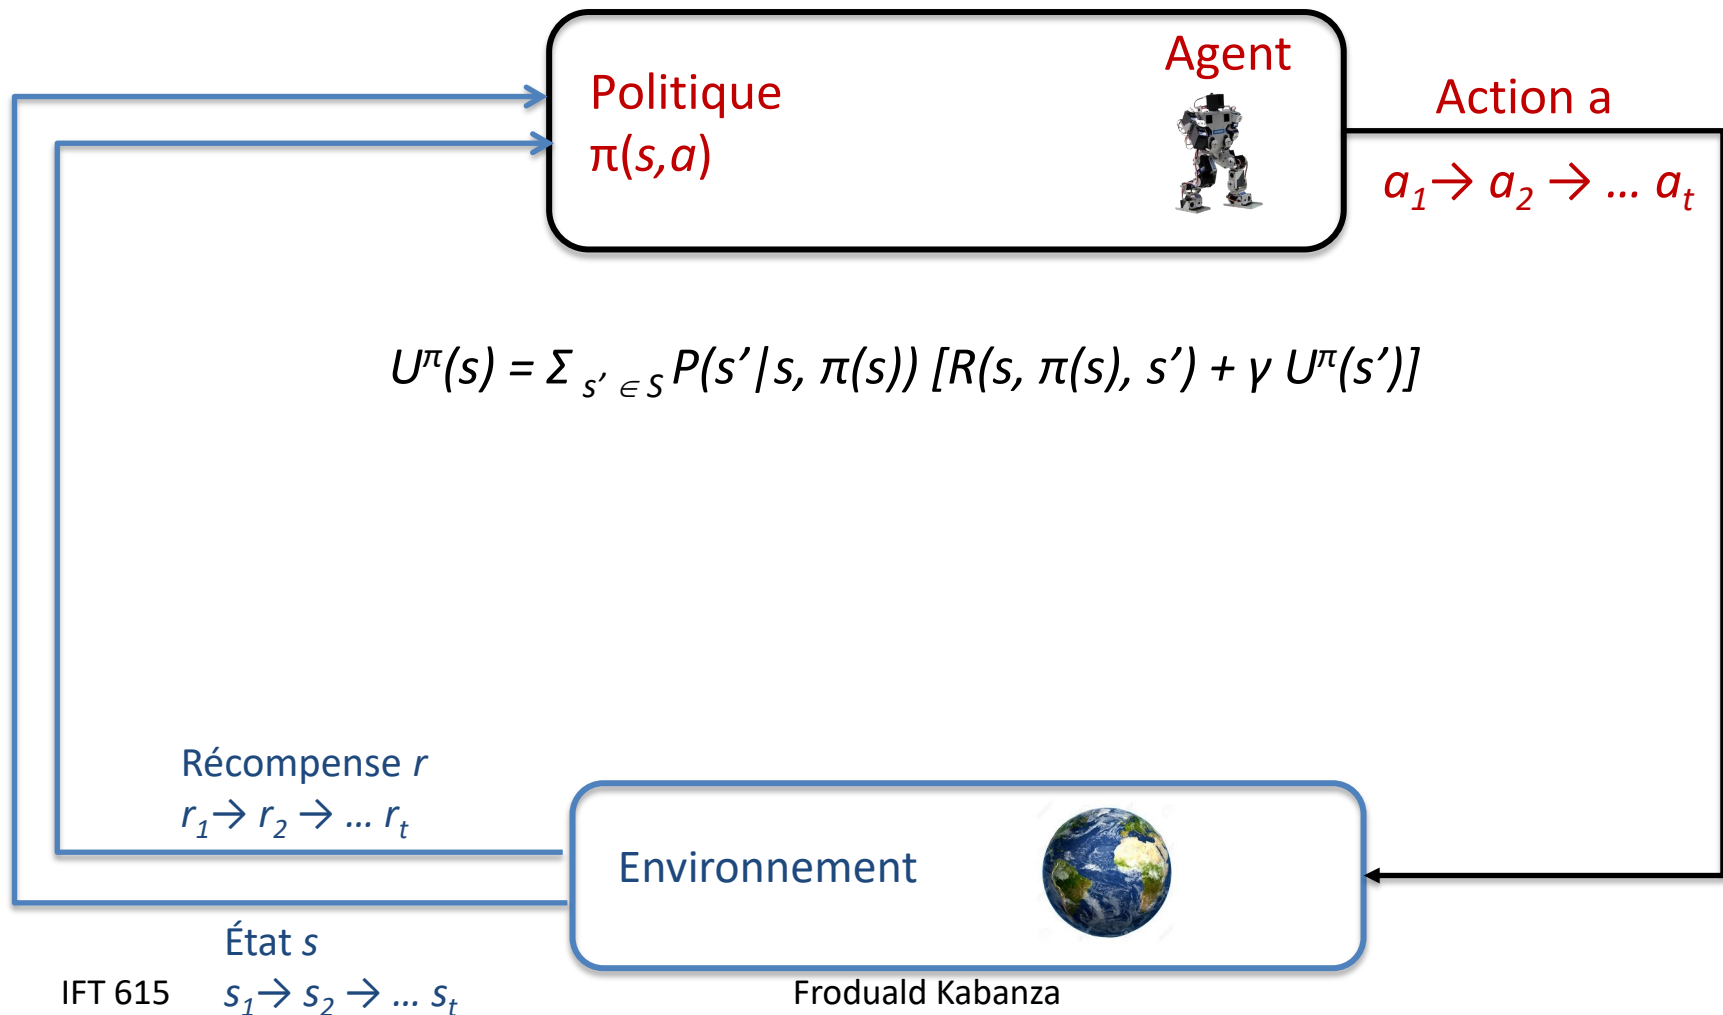 Agent
Politique
π(s,a)
Action a
a1→ a2 → … at
Uπ(s) = Σ s’ ∈ S P(s’|s, π(s)) [R(s, π(s), s’) + γ Uπ(s’)]
Récompense r
r1→ r2 → … rt
Environnement
État s
s1→ s2 → … st
IFT 615
Froduald Kabanza